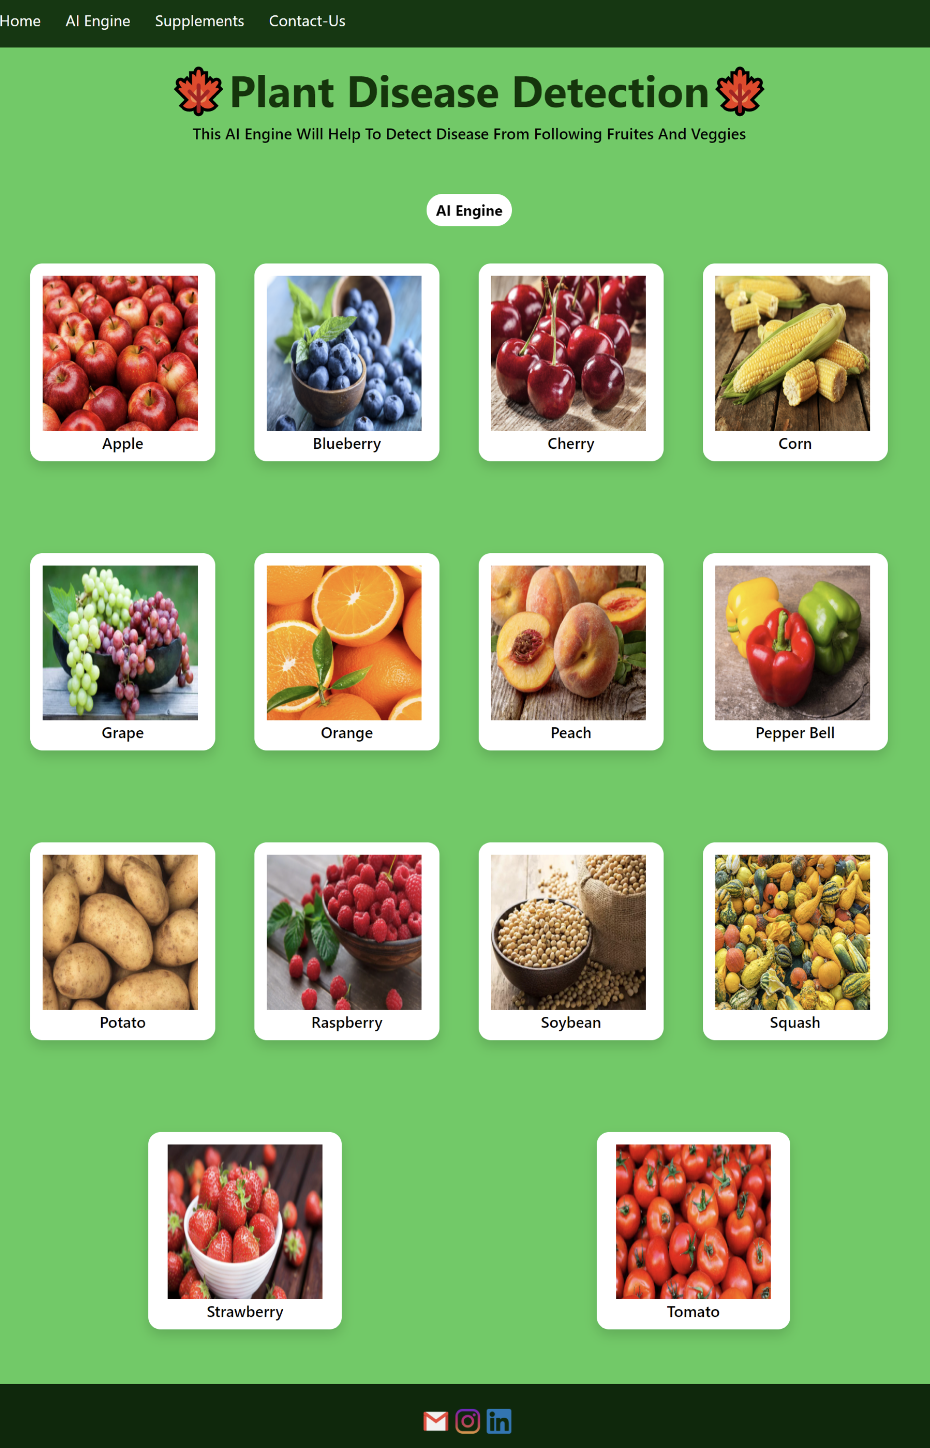 Home AI Engine Supplements Contact-Us
Plant Disease Detection
This AI Engine Will Help To Detect Disease From Following Fruites And Veggies
AI Engine
Apple Blueberry Cherry Corn
Grape Orange Peach Pepper Bell
Potato Raspberry Soybean Squash
Strawberry Tomato
in